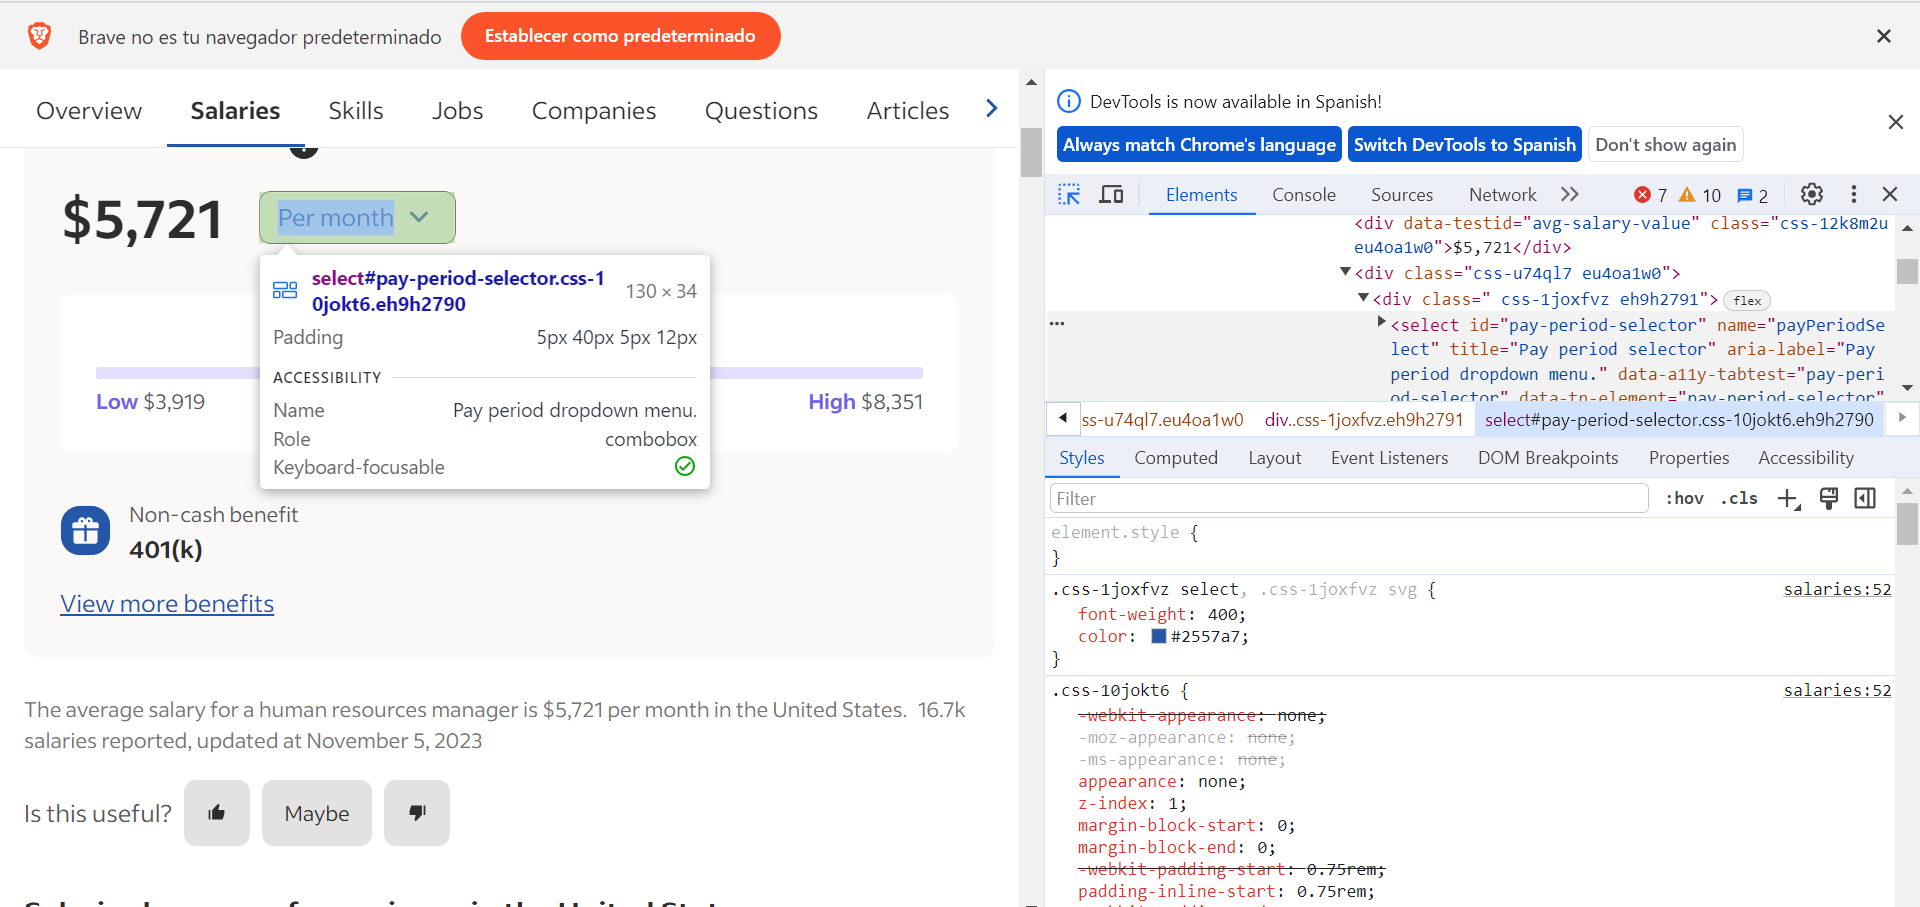 Brave no es tu navegador predeterminado
Establecer como predeterminado
Overview
Salaries
Skills
Jobs
Companies
Questions
Articles
$5,721
Per month
select#pay-period-selector.css-1
0jokt6.eh9h2790
130 × 34
Padding
5px 40px 5px 12px
ACCESSIBILITY
Name
Pay period dropdown menu.
Role
combobox
Keyboard-focusable
Low $3,919
High $8,351
Non-cash benefit
401(k)
View more benefits
The average salary for a human resources manager is $5,721 per month in the United States. 16.7k
salaries reported, updated at November 5, 2023
Is this useful?
Maybe
DevTools is now available in Spanish!
Always match Chrome's language
Switch DevTools to Spanish
Don't show again
Elements
Console
Sources
Network
7
10
2
<div data-testid="avg-salary-value" class="css-12k8m2u
eu4oa1w0">$5,721</div>
<div class="css-u74ql7 eu4oa1w0">
<div class=" css-1joxfvz eh9h2791">
flex
<select id="pay-period-selector" name="payPeriodSe
lect" title="Pay period selector" aria-label="Pay
period dropdown menu." data-a11y-tabtest="pay-peri
od-selector" data-tn-element="pay-period-selector"
ss-u74ql7.eu4oa1w0
div..css-1joxfvz.eh9h2791
select#pay-period-selector.css-10jokt6.eh9h2790
Styles
Computed
Layout
Event Listeners
DOM Breakpoints
Properties
Accessibility
Filter
:hov
.cls
element.style {
}
.css-1joxfvz select, .css-1joxfvz svg {
salaries:52
font-weight: 400;
color: #2557a7;
}
.css-10jokt6 {
salaries:52
-webkit-appearance: none;
-moz-appearance: none;
-ms-appearance: none;
appearance: none;
z-index: 1;
margin-block-start: 0;
margin-block-end: 0;
-webkit-padding-start: 0.75rem;
padding-inline-start: 0.75rem;